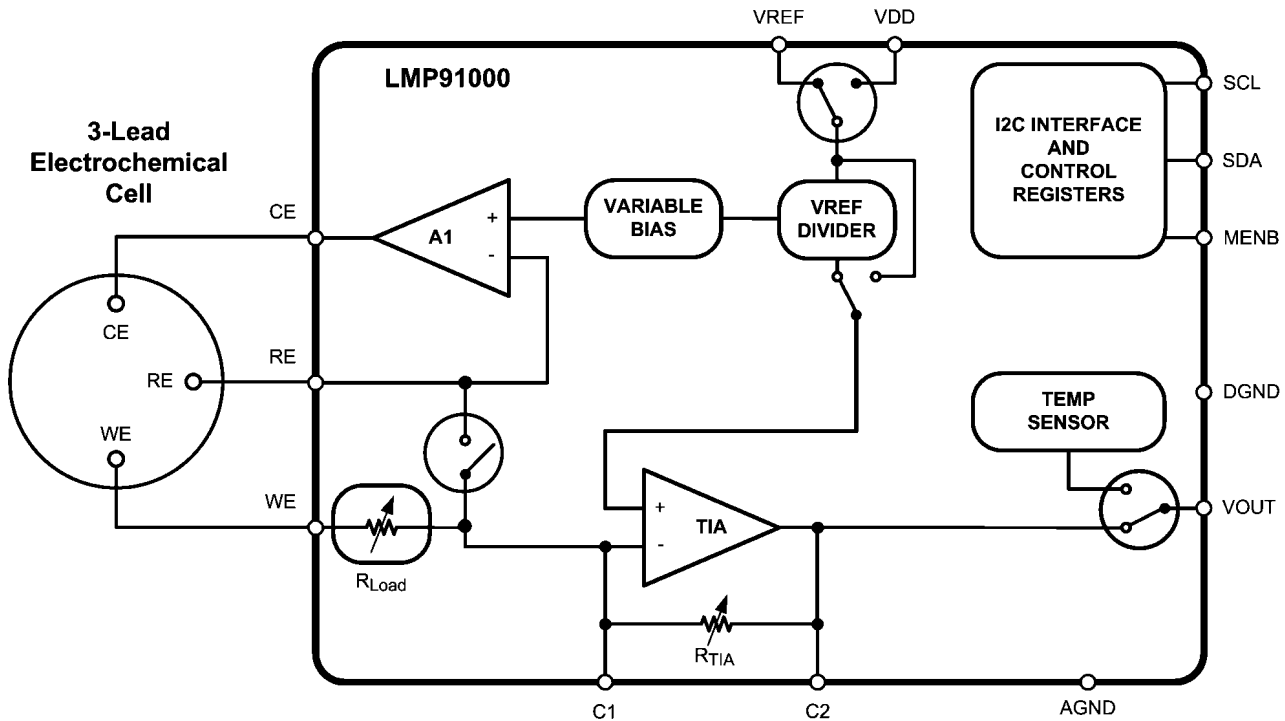 VREF VDD
LMP91000
3-Lead
Electrochemical
Cell
I2C INTERFACE
AND
CONTROL
REGISTERS
SCL
SDA
MENB
CE
A1
+
-
VARIABLE
BIAS
VREF
DIVIDER
CE
RE
RE
WE
WE
TEMP
SENSOR
DGND
VOUT
+
-
TIA
RLoad
RTIA
C1
C2
AGND